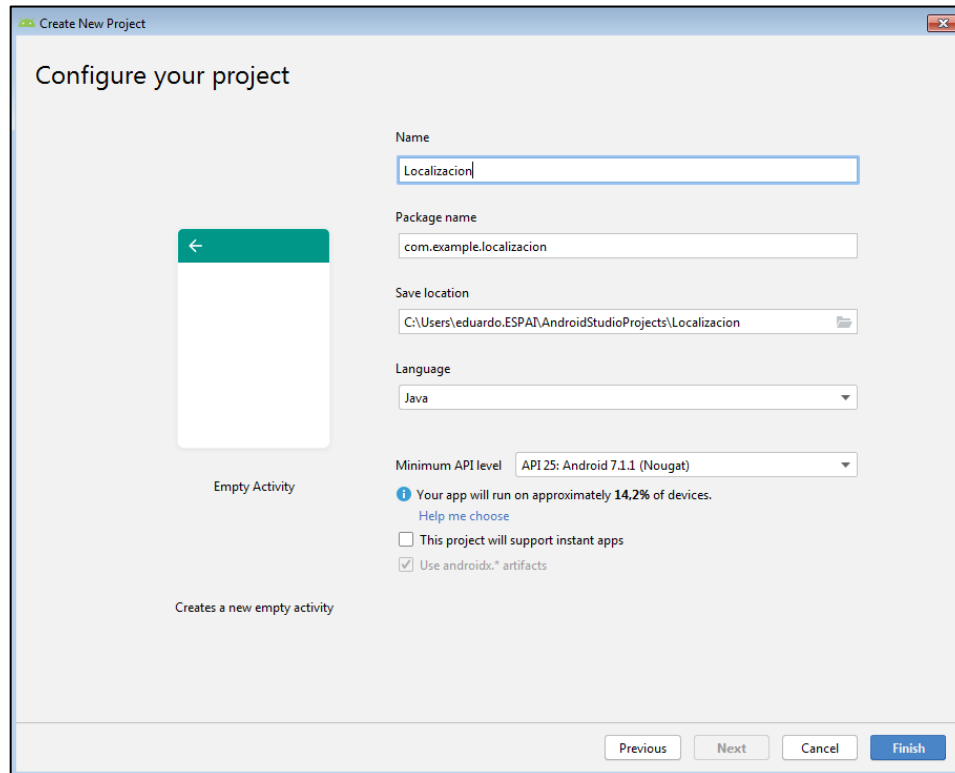 Create New Project
Configure your project
Name
Localizacion
Package name
com.example.localizacion
Save location
C:\Users\eduardo.ESPAI\AndroidStudioProjects\Localizacion
Language
Java
Minimum API level API 25: Android 7.1.1 (Nougat)
Empty Activity
Your app will run on approximately 14,2% of devices.
Help me choose
This project will support instant apps
Use androidx.* artifacts
Creates a new empty activity
Previous Next Cancel Finish